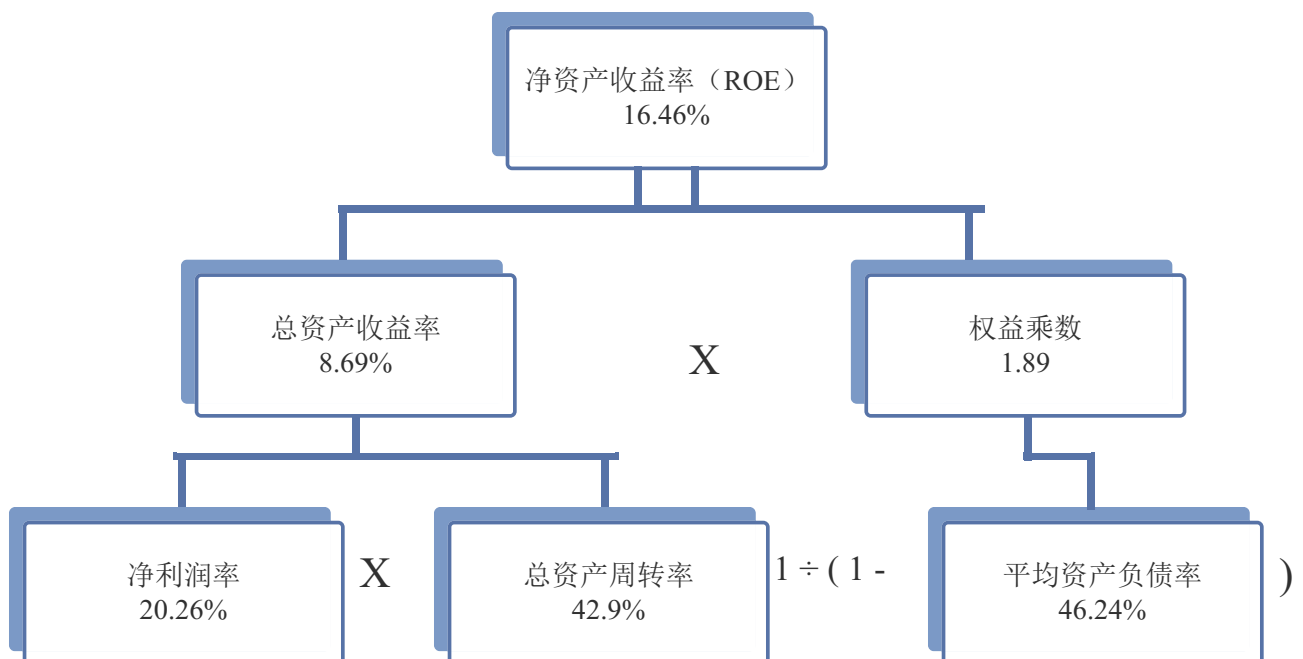 净资产收益率（ROE）
16.46%
总资产收益率
8.69%
X
权益乘数
1.89
净利润率
20.26%
X
总资产周转率
42.9%
1 ÷ ( 1 -
平均资产负债率
46.24%
)